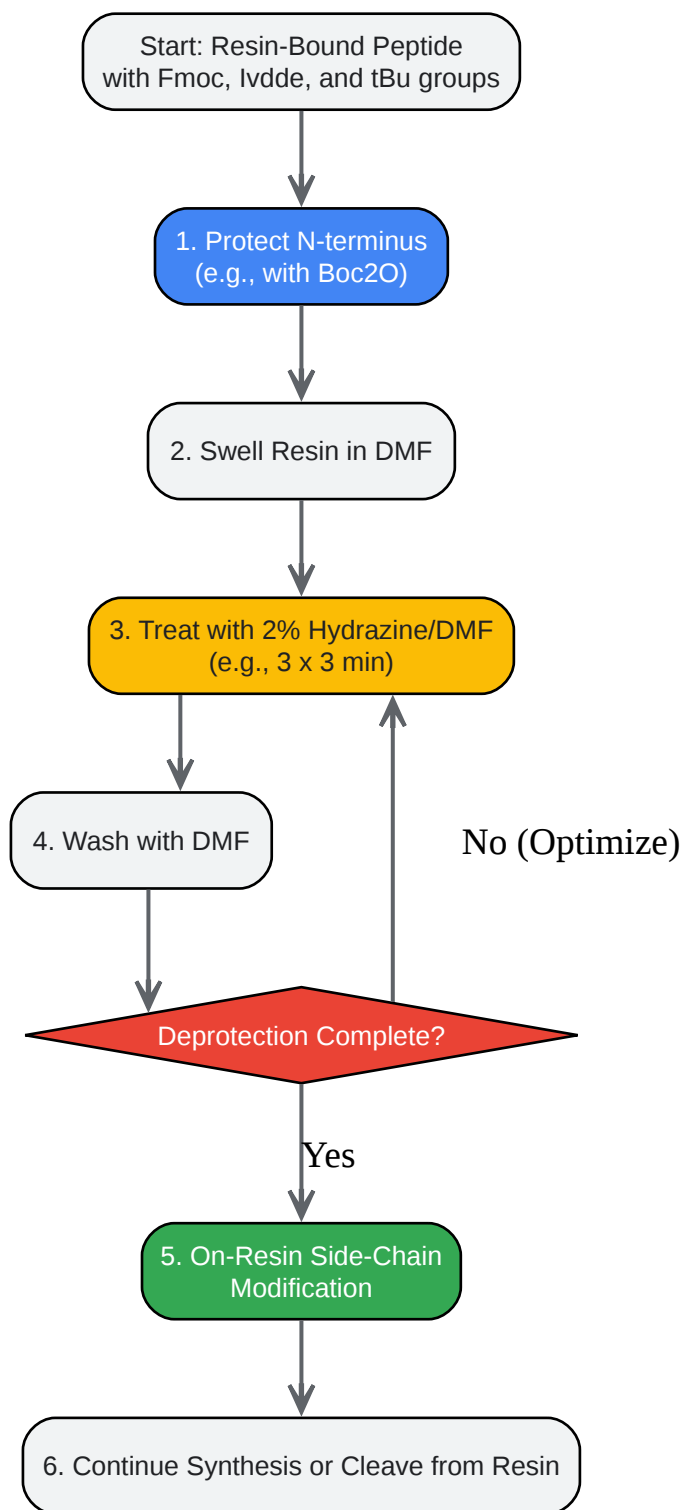 Start: Resin-Bound Peptide
with Fmoc, Ivdde, and tBu groups
1. Protect N-terminus
(e.g., with Boc2O)
2. Swell Resin in DMF
3. Treat with 2% Hydrazine/DMF
(e.g., 3 x 3 min)
4. Wash with DMF
No (Optimize)
Deprotection Complete?
Yes
5. On-Resin Side-Chain
Modification
6. Continue Synthesis or Cleave from Resin